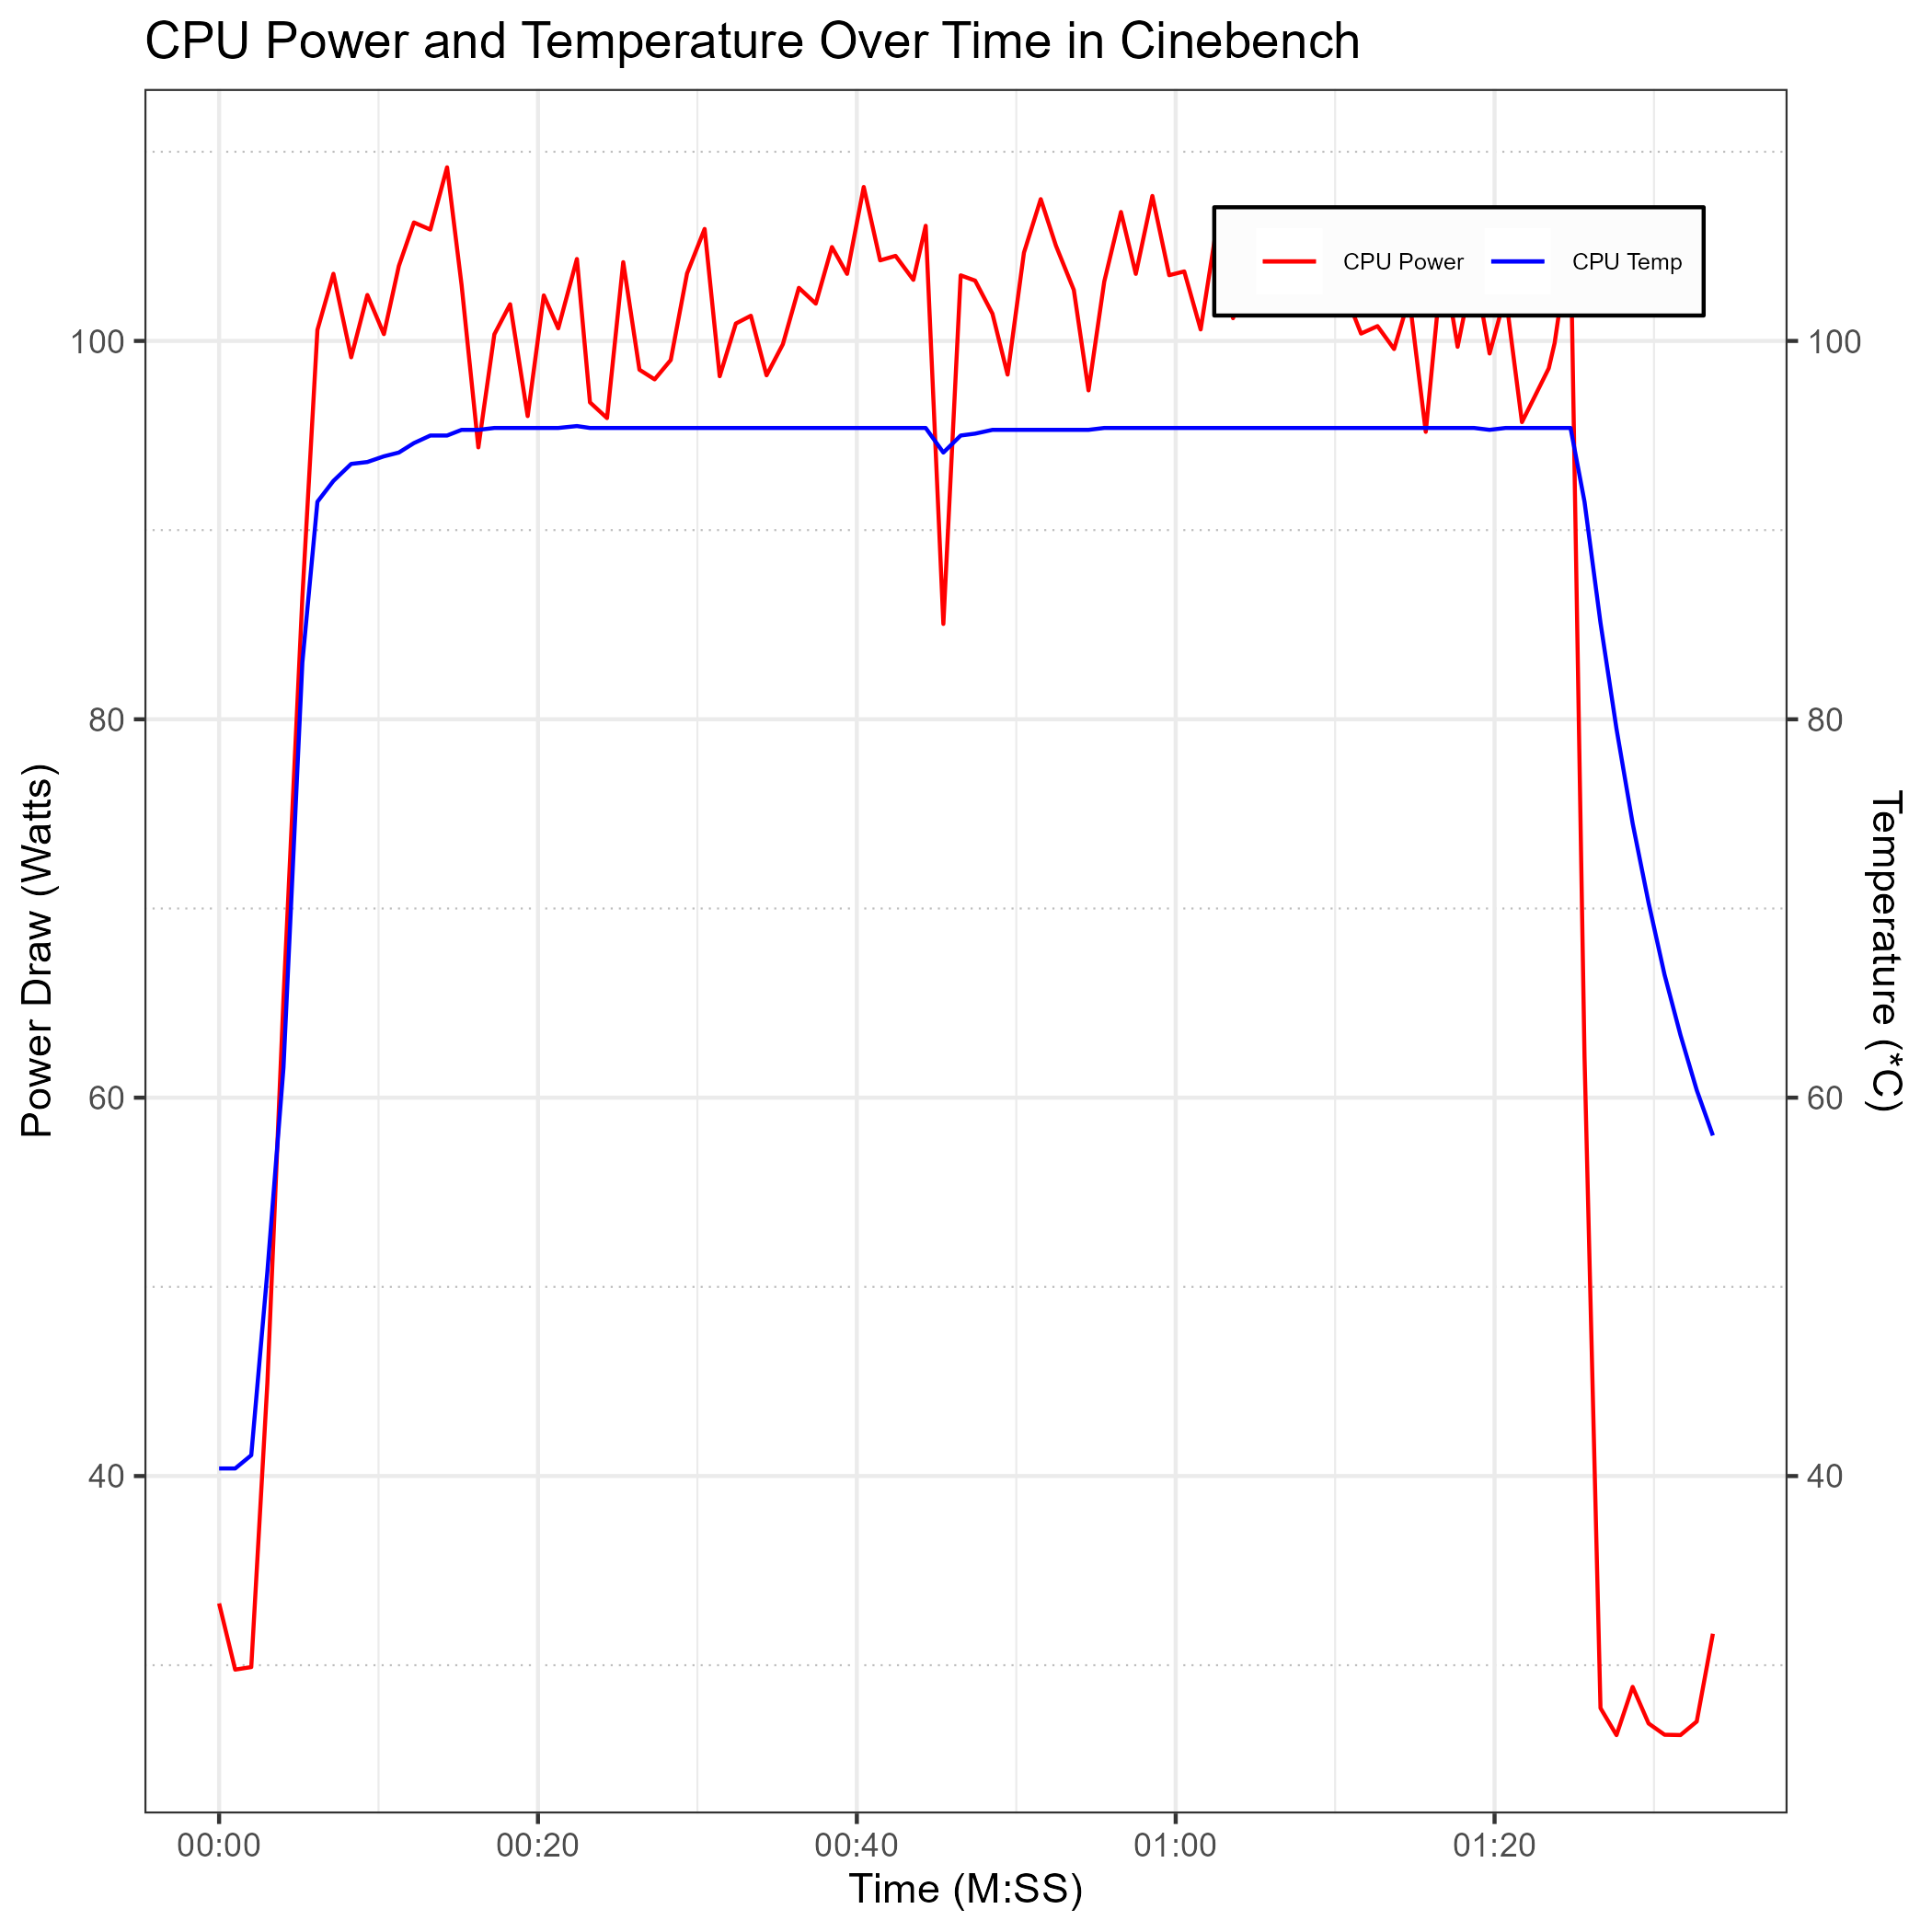 CPU Power and Temperature Over Time in Cinebench
CPU Power
CPU Temp
100
80
60
40
100
80
60
40
Power Draw (Watts)
Temperature (*C)
00:00
00:20
00:40
01:00
01:20
Time (M:SS)